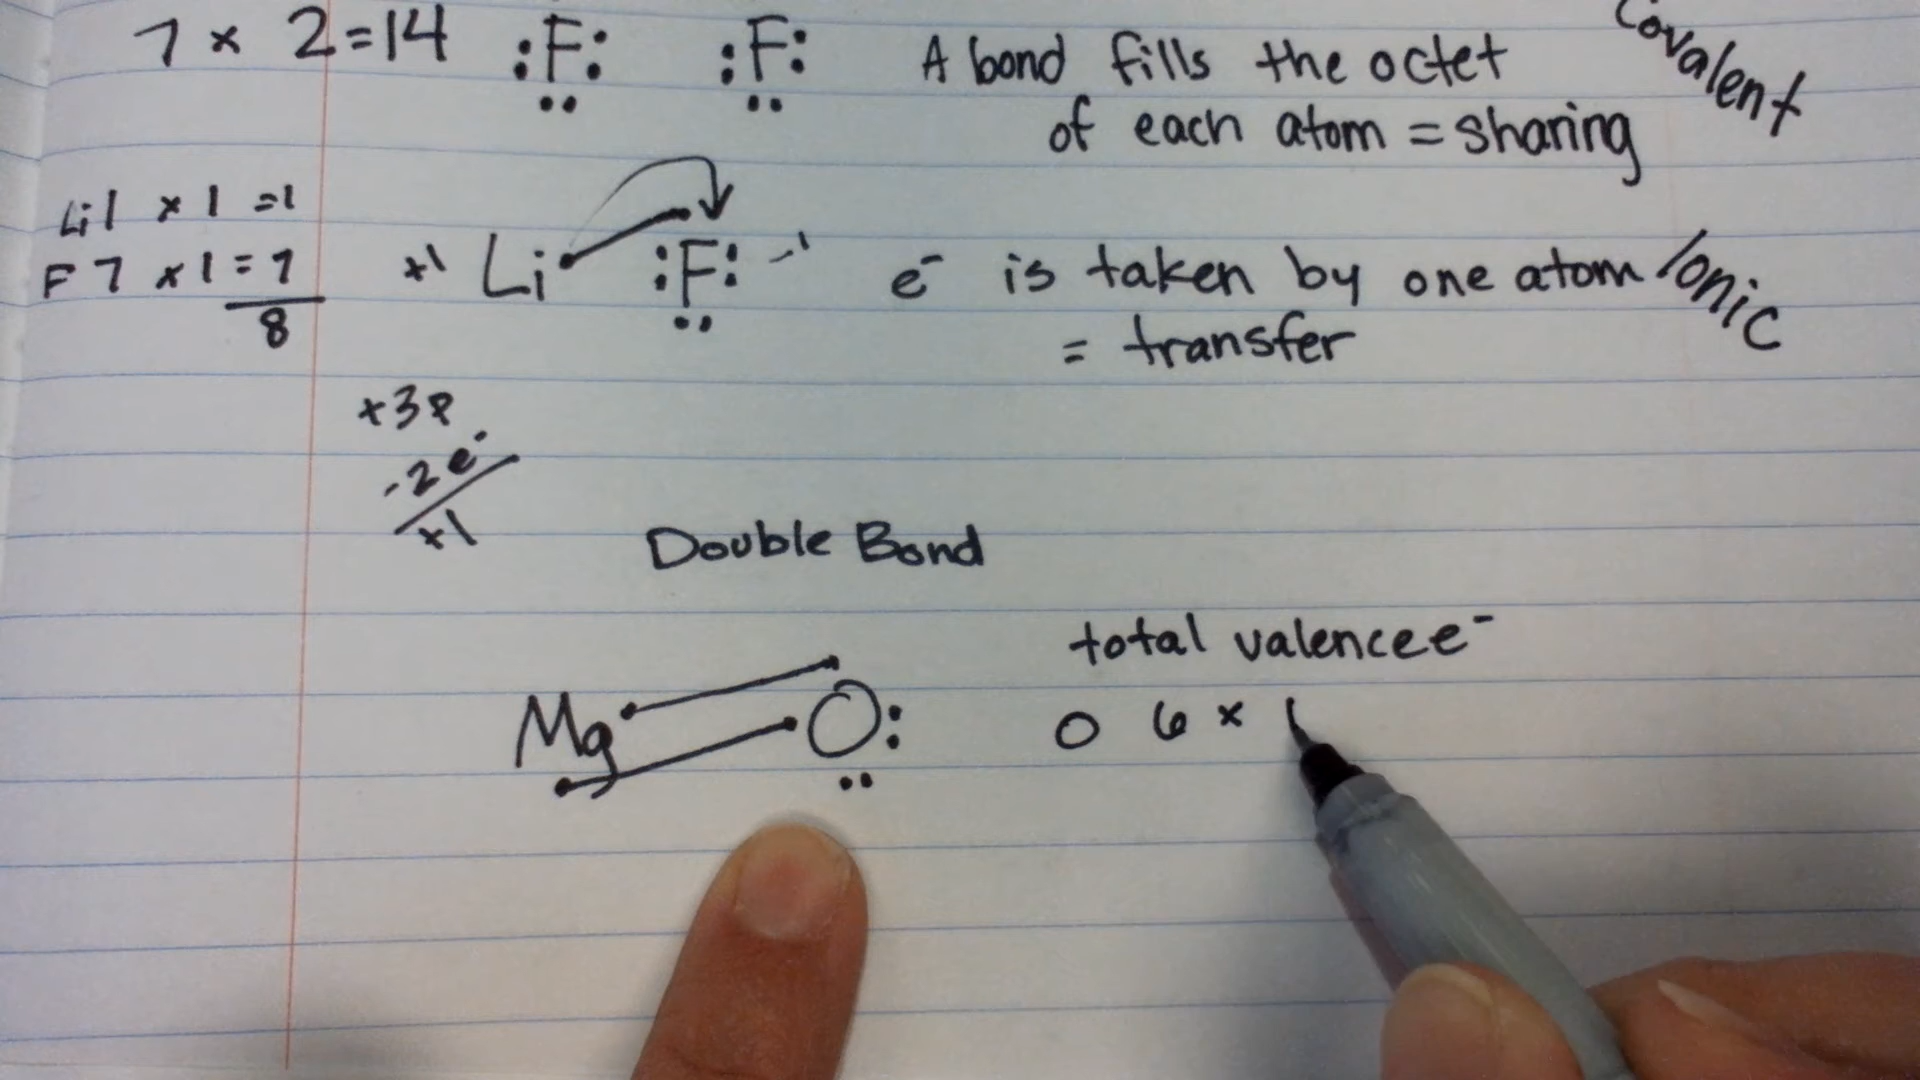 7 x 2=14 :F: :F: A bond fills the octet
of each atom = sharing
Covalent
Li 1 x 1 =1
F 7 x 1 = 7
8
+1 Li :F: -1 e- is taken by one atom
= transfer
Ionic
+3P
-2e-
+1
Double Bond
total valence e-
Mg O: O 6 x 1